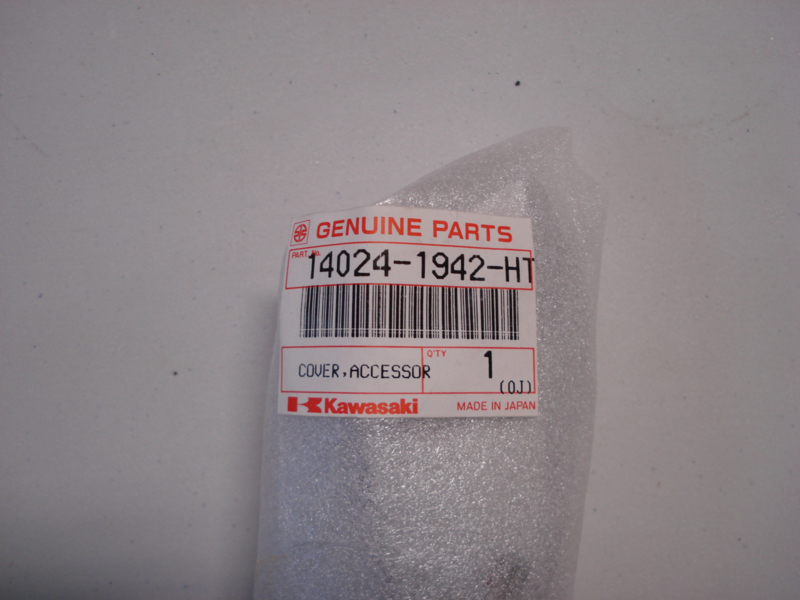 GENUINE PARTS
PART No.
14024-1942-HT
COVER,ACCESSOR
Q'TY
1
(OJ)
Kawasaki
MADE IN JAPAN